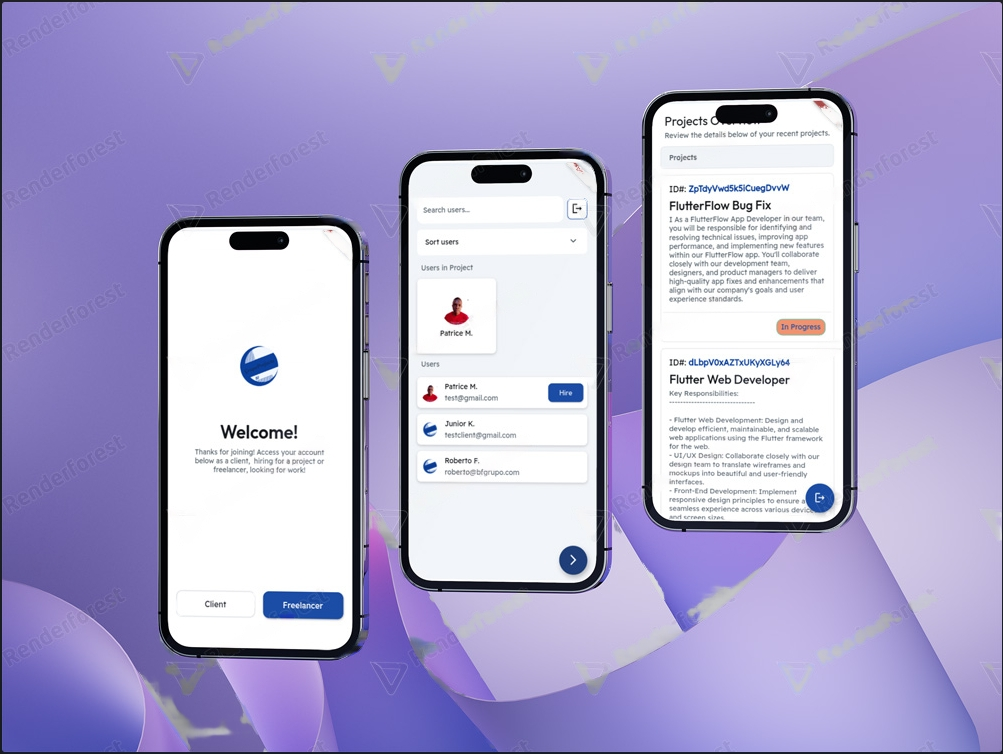 Renderforest
Renderforest
Renderforest
Renderforest
Renderforest
Welcome!
Thanks for joining! Access your account
below as a client, hiring for a project or
freelancer, looking for work!
Client
Freelancer
Search users...
Sort users
Users in Project
Patrice M.
Users
Patrice M.
test@gmail.com
Hire
Junior K.
testclient@gmail.com
Roberto F.
roberto@bfgrupo.com
Projects
Review the details below of your recent projects.
Projects
ID#: ZpTdyVwd5k5iCuegDvvW
FlutterFlow Bug Fix
I As a FlutterFlow App Developer in our team,
you will be responsible for identifying and
resolving technical issues, improving app
performance, and implementing new features
within our FlutterFlow app. You'll collaborate
closely with our development team,
designers, and product managers to deliver
high-quality app fixes and enhancements that
align with our company's goals and user
experience standards.
In Progress
ID#: dLbpV0xAZTxUKyXGLy64
Flutter Web Developer
Key Responsibilities:
------------------------------
- Flutter Web Development: Design and
develop efficient, maintainable, and scalable
web applications using the Flutter framework
for the web.
- UI/UX Design: Collaborate closely with our
design team to translate wireframes and
mockups into beautiful and user-friendly
interfaces.
- Front-End Development: Implement
responsive design principles to ensure a
seamless experience across various device
and screen sizes.